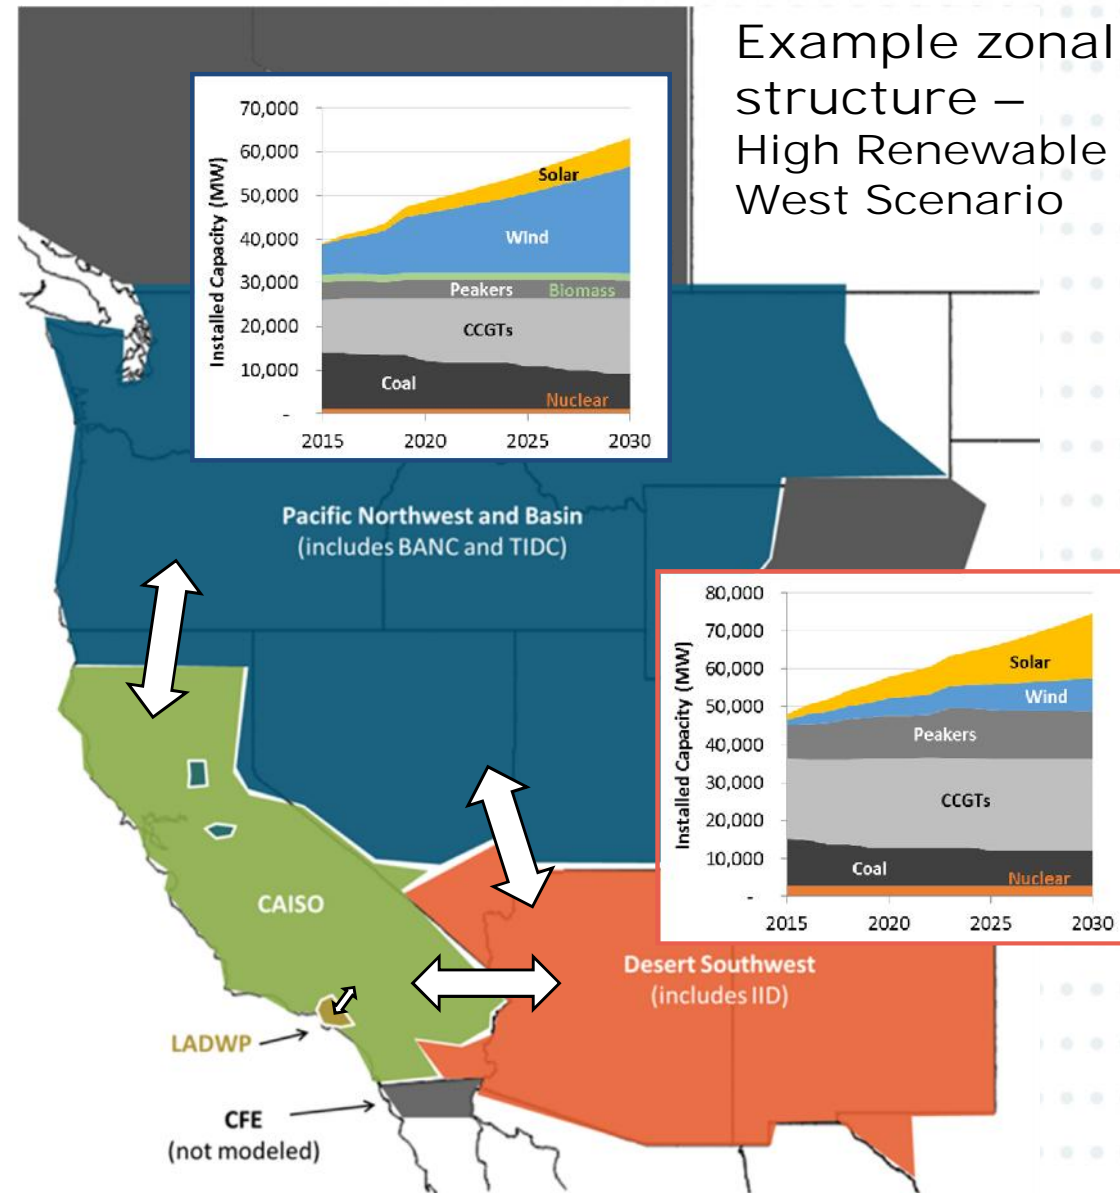 Example zonal
structure –
High Renewable
West Scenario
Installed Capacity (MW)
70,000
60,000
50,000
40,000
30,000
20,000
10,000
-
Solar
Wind
Peakers Biomass
CCGTs
Coal
Nuclear
2015 2020 2025 2030
Pacific Northwest and Basin
(includes BANC and TIDC)
Installed Capacity (MW)
80,000
70,000
60,000
50,000
40,000
30,000
20,000
10,000
-
Solar
Wind
Peakers
CCGTs
Coal
Nuclear
2015 2020 2025 2030
CAISO
Desert Southwest
(includes IID)
LADWP
CFE
(not modeled)